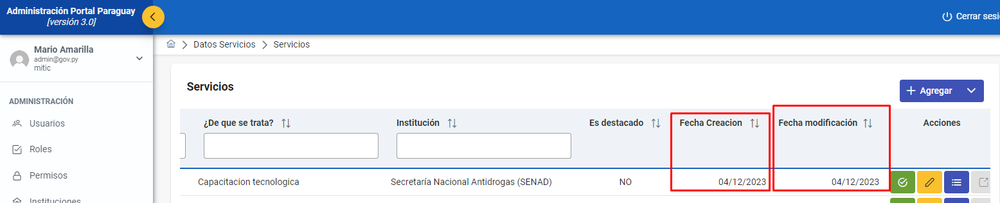 Administración Portal Paraguay
[versión 3.0]
Cerrar sesi
Mario Amarilla
admin@gov.py
mitic
Datos Servicios
Servicios
ADMINISTRACIÓN
Usuarios
Roles
Permisos
Instituciones
Servicios
Agregar
¿De que se trata?
Institución
Es destacado
Fecha Creacion
Fecha modificación
Acciones
Capacitacion tecnologica
Secretaría Nacional Antidrogas (SENAD)
NO
04/12/2023
04/12/2023